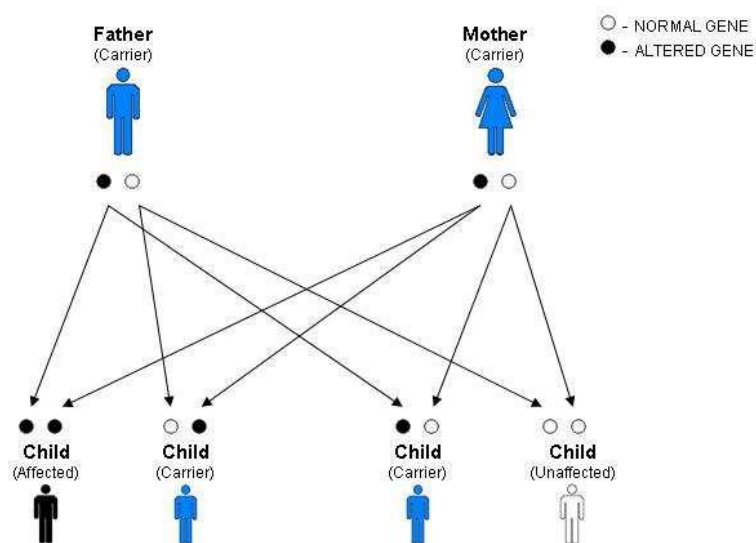 Father
(Carrier)
Mother
(Carrier)
- NORMAL GENE
- ALTERED GENE
Child
(Affected)
Child
(Carrier)
Child
(Carrier)
Child
(Unaffected)